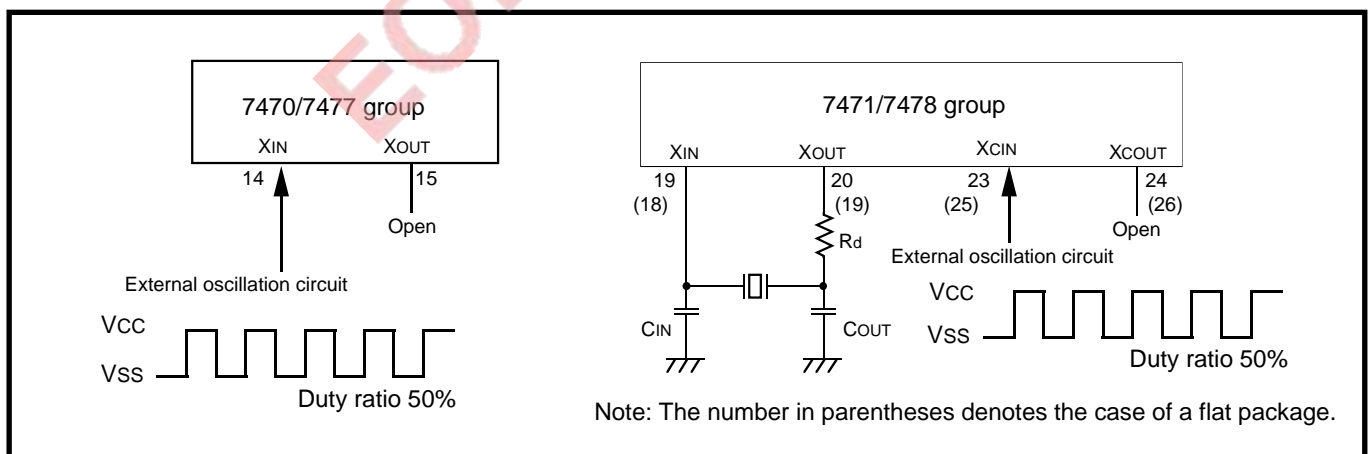 EO
7470/7477 group
XIN XOUT
14 15
Open
External oscillation circuit
VCC
VSS
Duty ratio 50%
7471/7478 group
XIN XOUT XCIN XCOUT
19 20 23 24
(18) (19) (25) (26)
Rd
Open
External oscillation circuit
CIN COUT
VCC
VSS
Duty ratio 50%
Note: The number in parentheses denotes the case of a flat package.